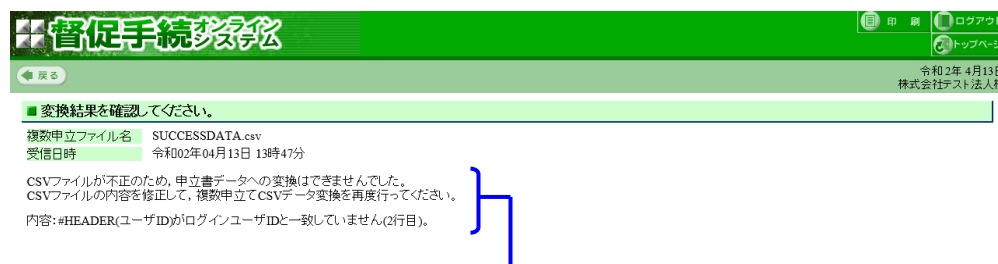 督促手続オンラインシステム
印 刷
ログアウト
トップページ
戻る
令和 2年 4月13日
株式会社テスト法人
■ 変換結果を確認してください。
複数申立ファイル名 SUCCESSDATA.csv
受信日時 令和02年04月13日 13時47分
CSVファイルが不正のため，申立書データへの変換はできませんでした。
CSVファイルの内容を修正して，複数申立てCSVデータ変換を再度行ってください。
内容：#HEADER(ユーザID)がログインユーザIDと一致していません(2行目)。